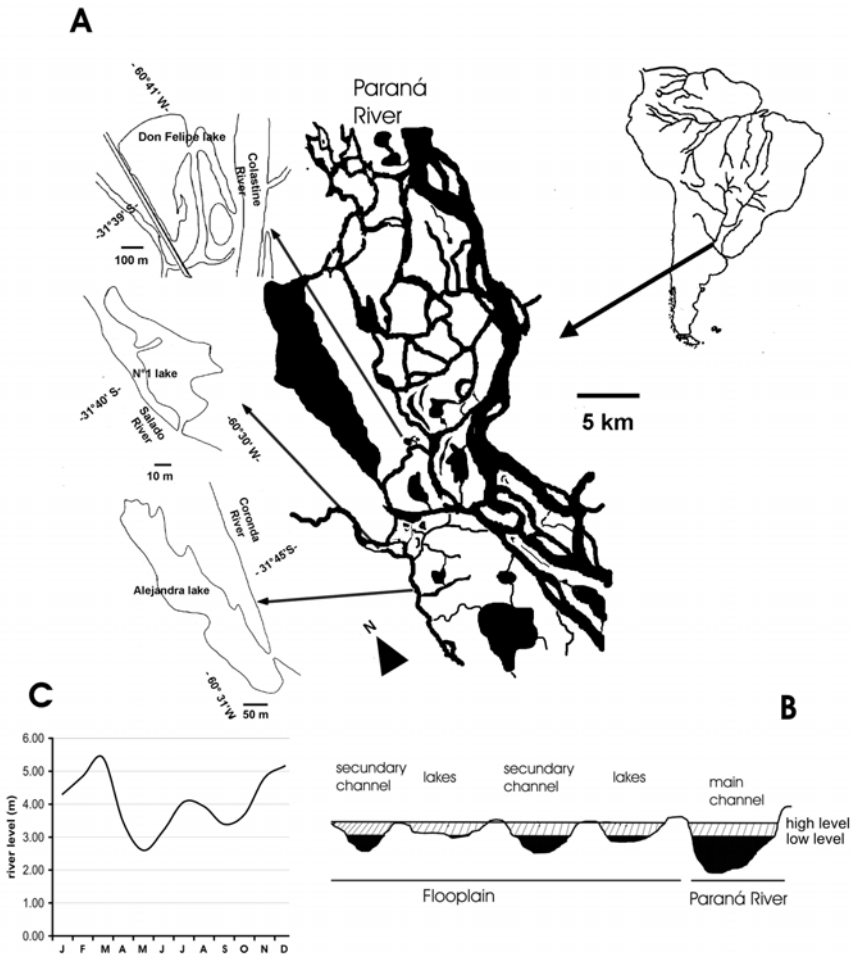 A
Paraná
River
- 60°41' W-
Don Felipe lake
Colastine
River
-31°39' S-
100 m
N°1 lake
-31°40' S-
Salado
River
-60°30' W-
10 m
5 km
Coronda
River
- 31°45'S-
Alejandra lake
N
- 60° 31'W
50 m
C
6.00
5.00
4.00
3.00
2.00
1.00
0.00
river level (m)
J F M A M J J A S O N D
B
secundary
channel
lakes
secundary
channel
lakes
main
channel
high level
low level
Flooplain
Paraná River